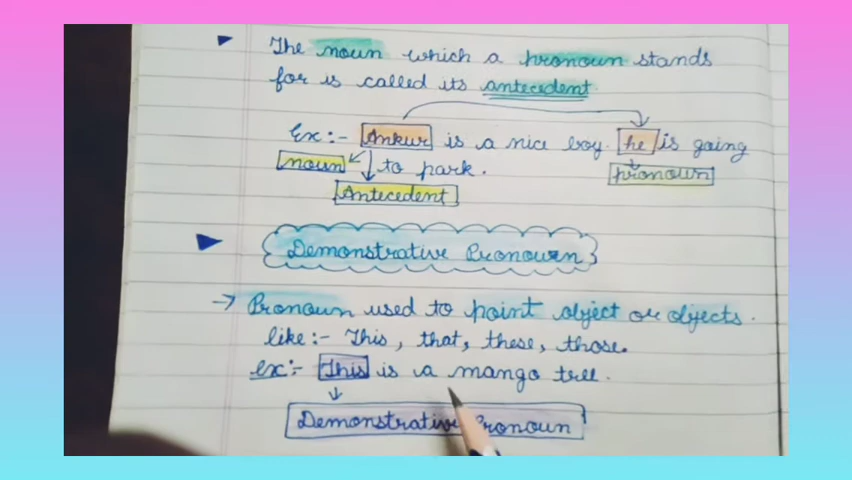 The noun which a pronoun stands
for is called its antecedent
Ex:- Ankur is a nice boy. he is going
noun to park. pronoun
Antecedent
Demonstrative Pronoun
→ Pronoun used to point object or objects.
like:- This, that, these, those.
ex:- This is a mango tree.
Demonstrative Pronoun